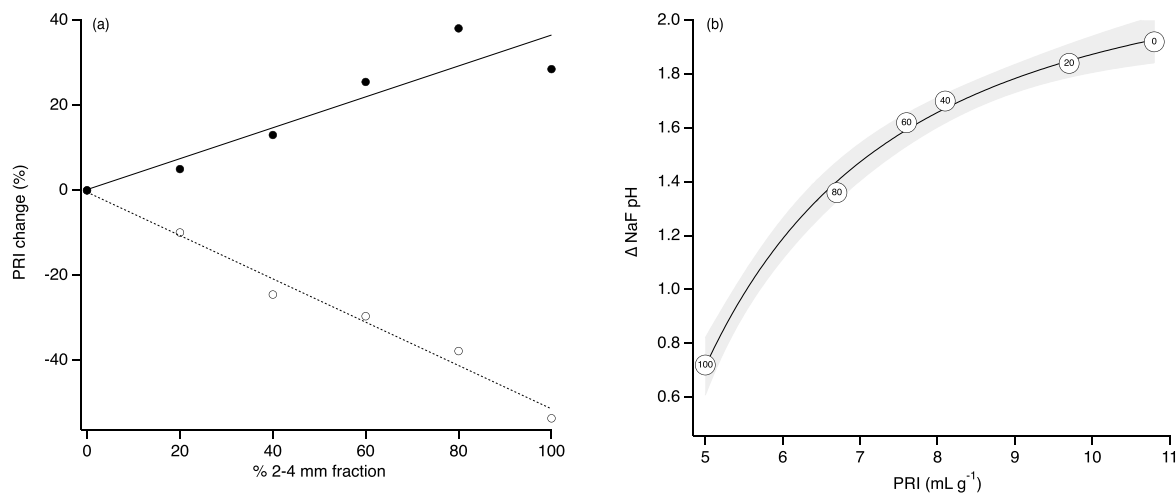 (a)
PRI change (%)
40
20
0
-20
-40
0 20 40 60 80 100
% 2-4 mm fraction
(b)
Δ NaF pH
2.0
1.8
1.6
1.4
1.2
1.0
0.8
0.6
0
20
40
60
80
100
5 6 7 8 9 10 11
PRI (mL g⁻¹)